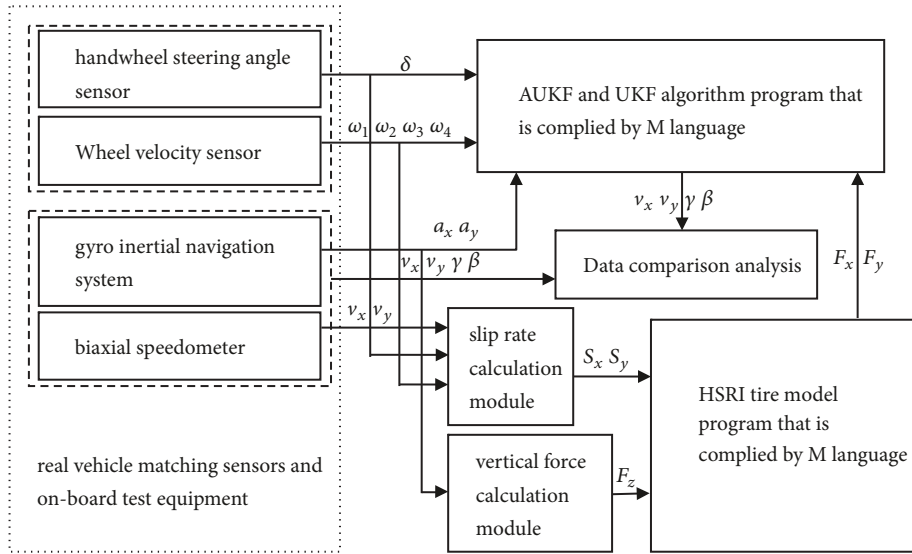 handwheel steering angle
sensor
Wheel velocity sensor
gyro inertial navigation
system
biaxial speedometer
real vehicle matching sensors and
on-board test equipment
δ
ω1 ω2 ω3 ω4
ax ay
vx vy γ β
vx vy
AUKF and UKF algorithm program that
is complied by M language
vx vy γ β
Data comparison analysis
Fx Fy
slip rate
calculation
module
Sx Sy
vertical force
calculation
module
Fz
HSRI tire model
program that is
complied by M language